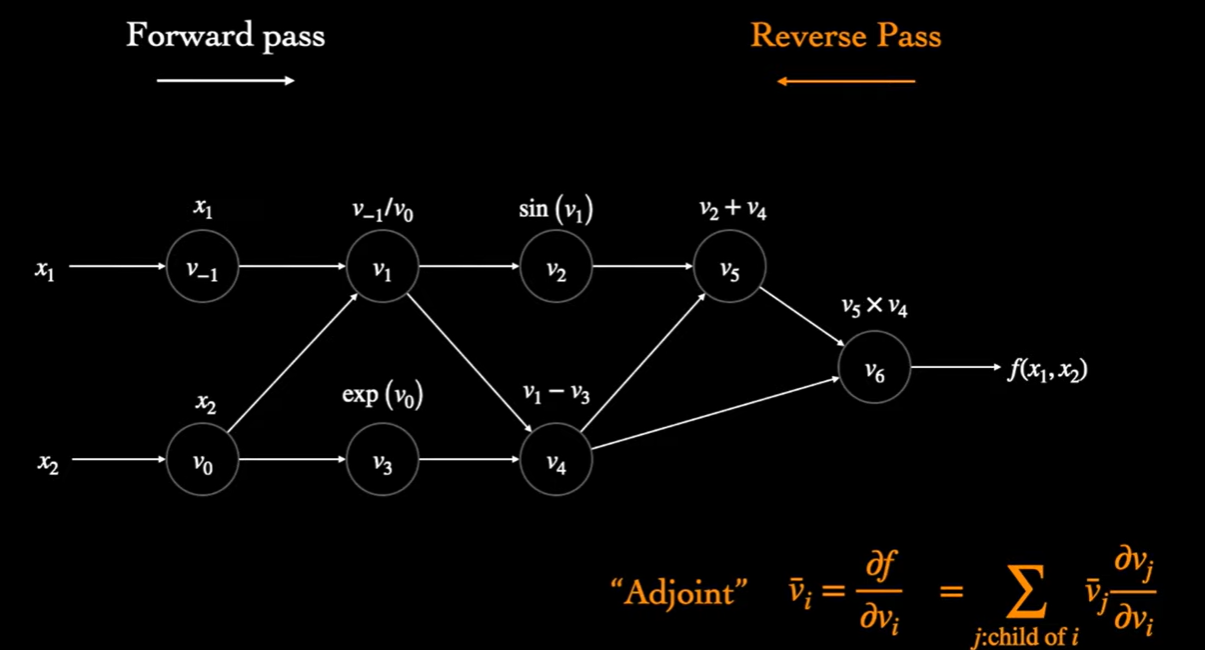 Forward pass
Reverse Pass
x₁
v₋₁/v₀
sin (v₁)
v₂ + v₄
x₁
v₋₁
v₁
v₂
v₅
v₅ × v₄
v₆
f(x₁, x₂)
x₂
exp (v₀)
v₁ − v₃
x₂
v₀
v₃
v₄
“Adjoint” v̄ᵢ = ∂f/∂vᵢ = ∑ v̄ⱼ ∂vⱼ/∂vᵢ
j:child of i